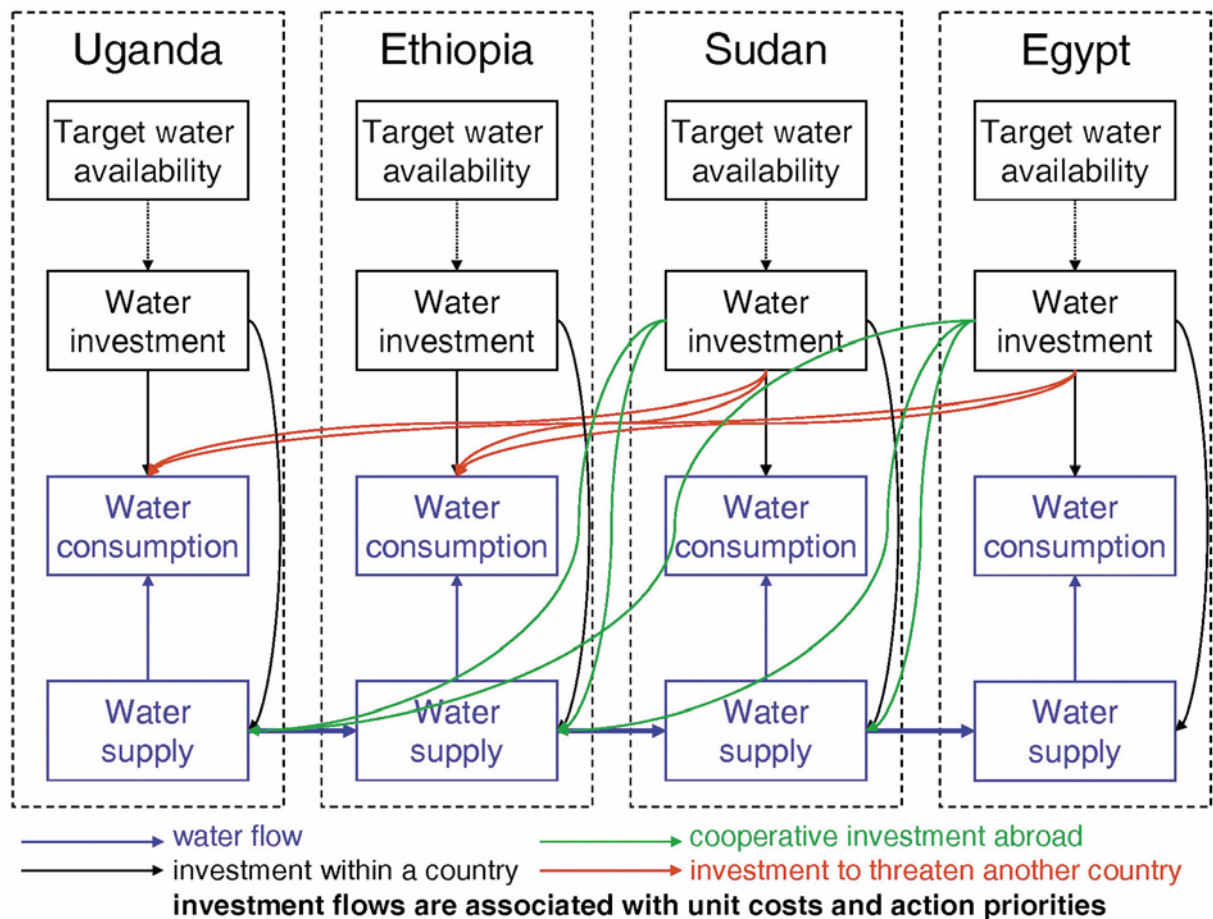 Uganda
Ethiopia
Sudan
Egypt
Target water
availability
Target water
availability
Target water
availability
Target water
availability
Water
investment
Water
investment
Water
investment
Water
investment
Water
consumption
Water
consumption
Water
consumption
Water
consumption
Water
supply
Water
supply
Water
supply
Water
supply
water flow
cooperative investment abroad
investment within a country
investment to threaten another country
investment flows are associated with unit costs and action priorities